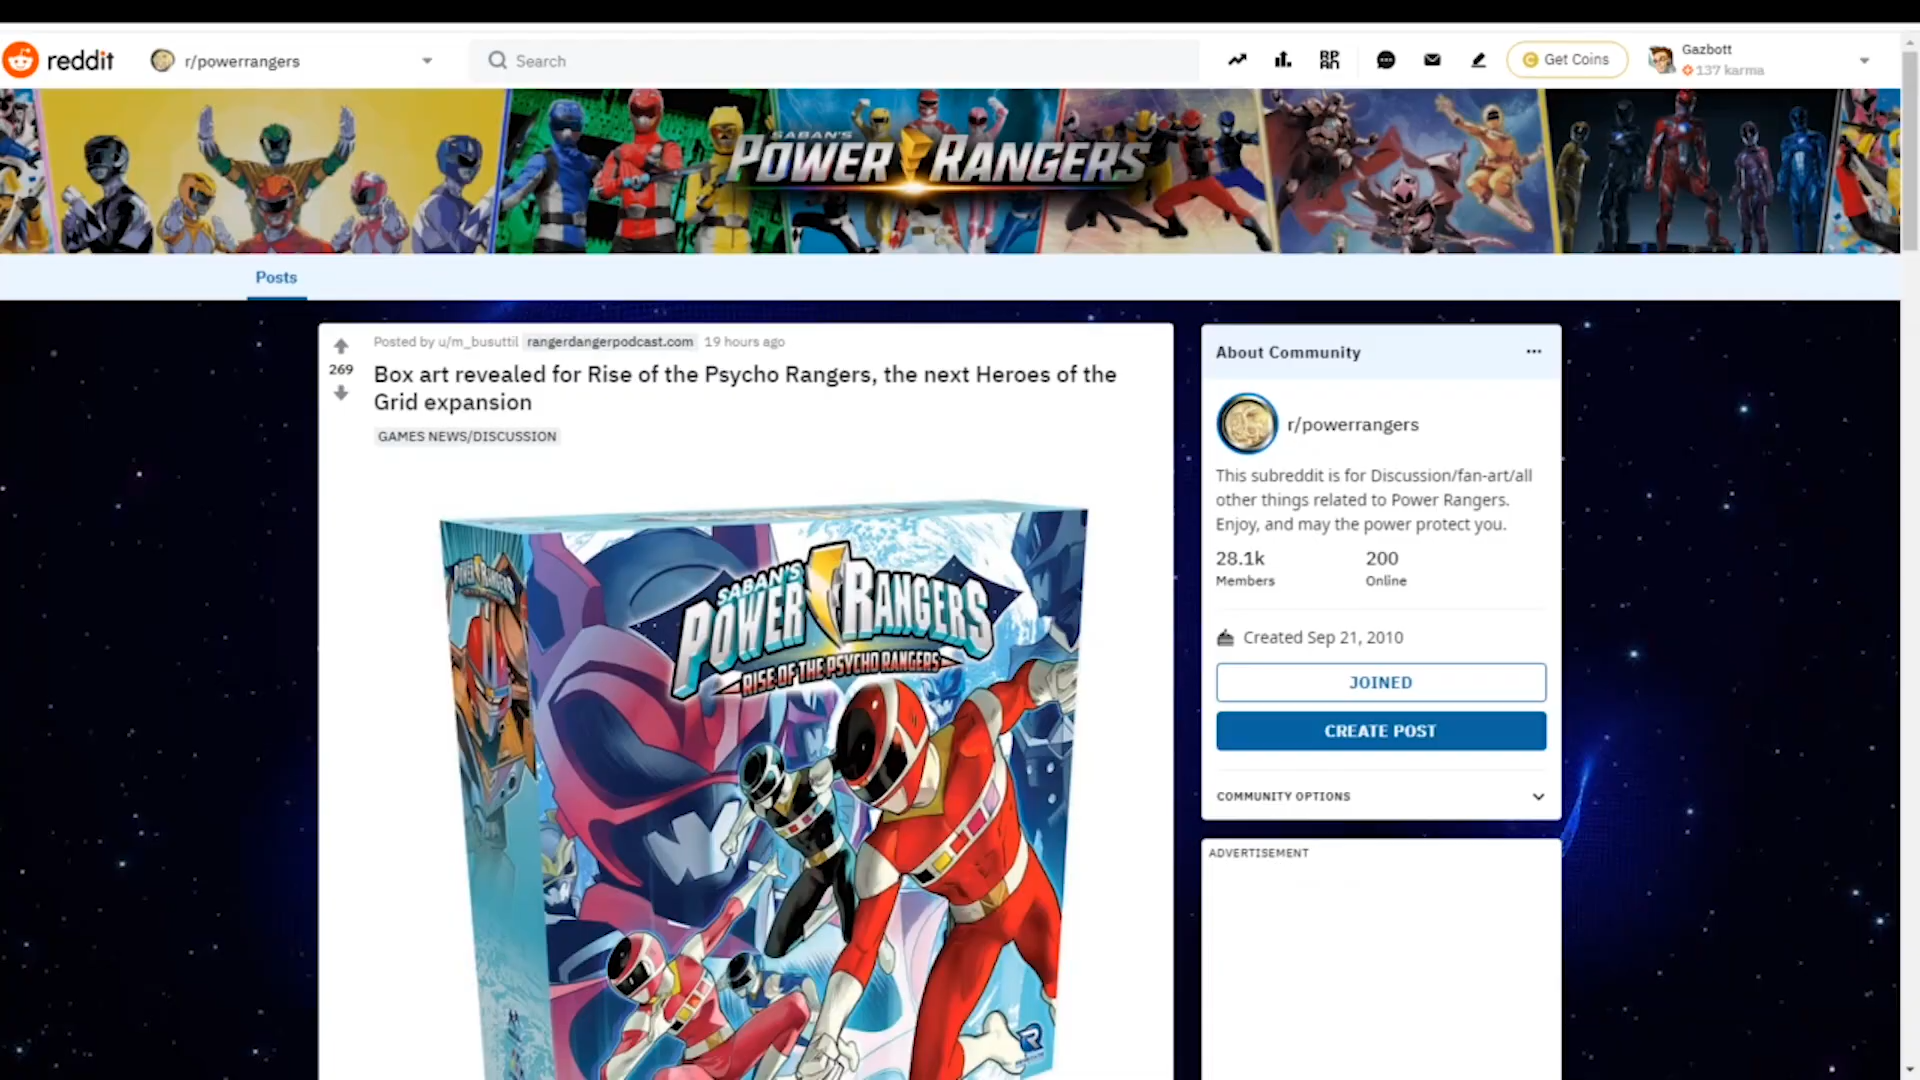 reddit
r/powerrangers
Search
Get Coins
Gazbott
137 karma
SABAN'S
POWER RANGERS
Posts
Posted by u/m_busuttil rangerdangerpodcast.com 19 hours ago
269
Box art revealed for Rise of the Psycho Rangers, the next Heroes of the
Grid expansion
GAMES NEWS/DISCUSSION
SABAN'S
POWER RANGERS
RISE OF THE PSYCHO RANGERS
POWER RANGERS
About Community
r/powerrangers
This subreddit is for Discussion/fan-art/all
other things related to Power Rangers.
Enjoy, and may the power protect you.
28.1k 200
Members Online
Created Sep 21, 2010
JOINED
CREATE POST
COMMUNITY OPTIONS
ADVERTISEMENT